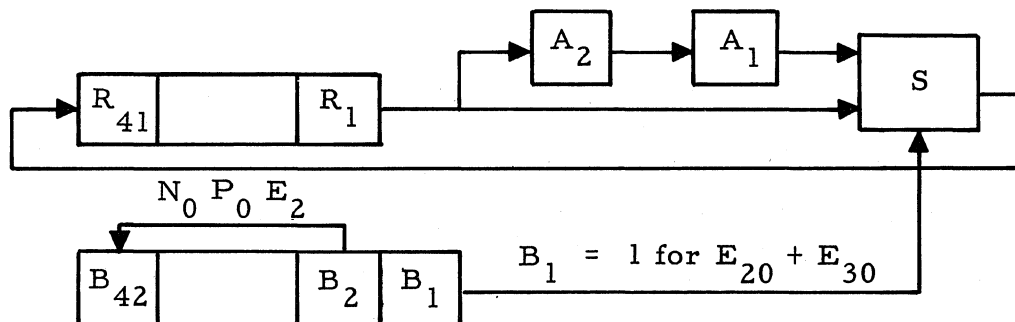 A₂ A₁ S
R₄₁ R₁
N₀ P₀ E₂
B₄₂ B₂ B₁ B₁ = 1 for E₂₀ + E₃₀